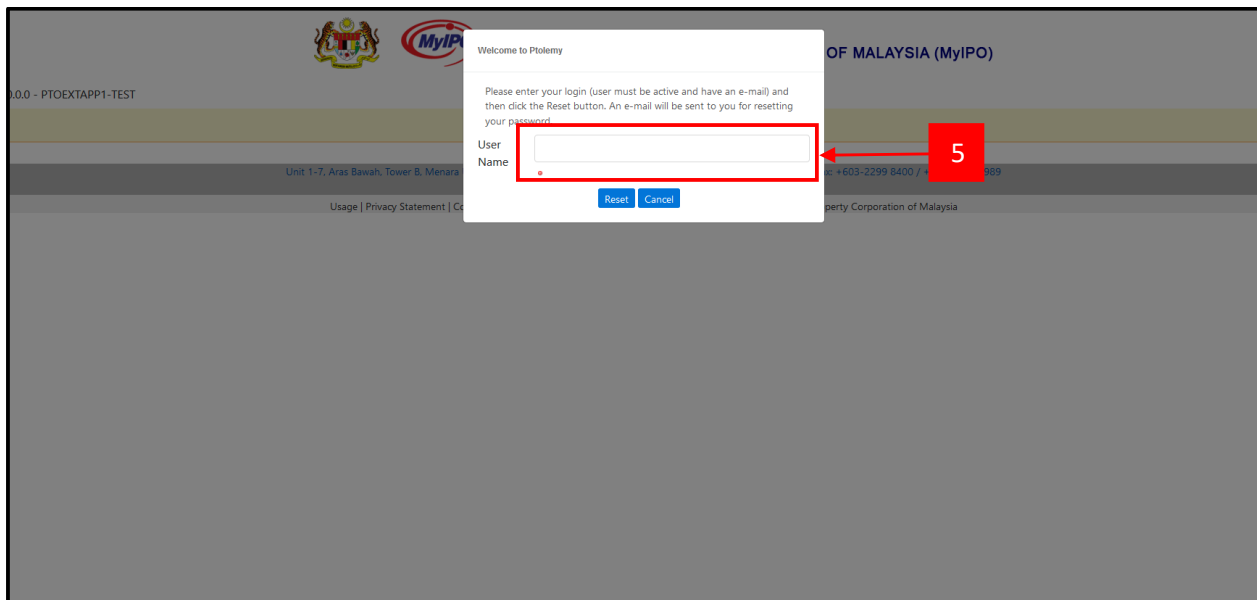 MyIP
Welcome to Ptolemy
OF MALAYSIA (MyIPO)
0.0.0 - PTOEXTAPP1-TEST
Please enter your login (user must be active and have an e-mail) and
then click the Reset button. An e-mail will be sent to you for resetting
your password
User
Name
5
Unit 1-7, Aras Bawah, Tower B, Menara
+603-2299 8400 / + 989
Reset Cancel
Usage | Privacy Statement | Co
perty Corporation of Malaysia